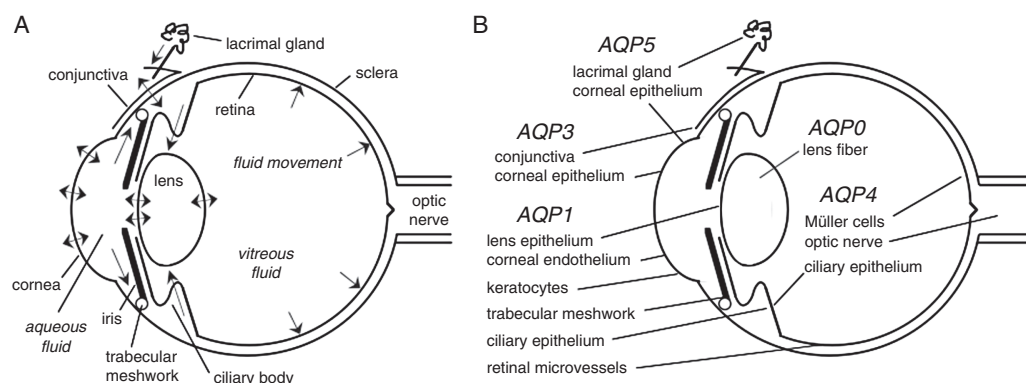 A
lacrimal gland
conjunctiva
sclera
retina
fluid movement
lens
optic
nerve
vitreous
fluid
cornea
iris
aqueous
fluid
trabecular
meshwork
ciliary body
B
AQP5
lacrimal gland
corneal epithelium
AQP3
conjunctiva
corneal epithelium
AQP0
lens fiber
AQP1
lens epithelium
corneal endothelium
keratocytes
trabecular meshwork
ciliary epithelium
retinal microvessels
AQP4
Müller cells
optic nerve
ciliary epithelium